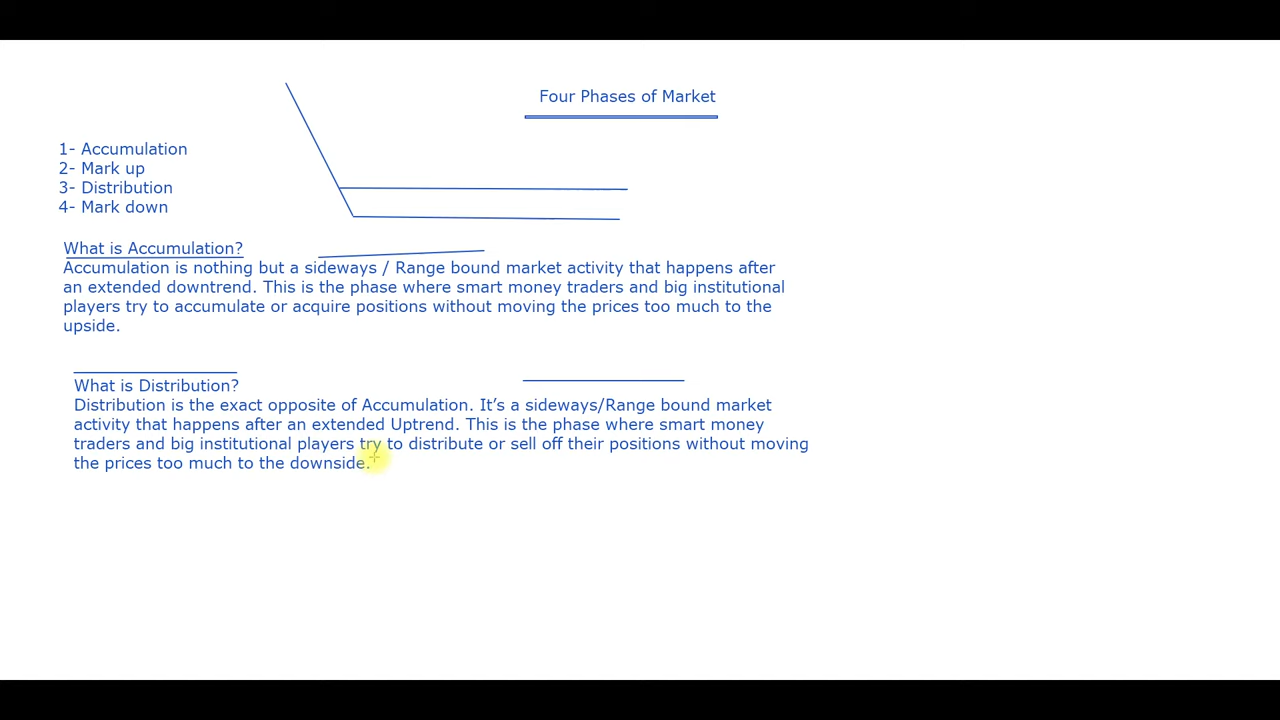 Four Phases of Market
1- Accumulation
2- Mark up
3- Distribution
4- Mark down
What is Accumulation?
Accumulation is nothing but a sideways / Range bound market activity that happens after
an extended downtrend. This is the phase where smart money traders and big institutional
players try to accumulate or acquire positions without moving the prices too much to the
upside.
What is Distribution?
Distribution is the exact opposite of Accumulation. It’s a sideways/Range bound market
activity that happens after an extended Uptrend. This is the phase where smart money
traders and big institutional players try to distribute or sell off their positions without moving
the prices too much to the downside.